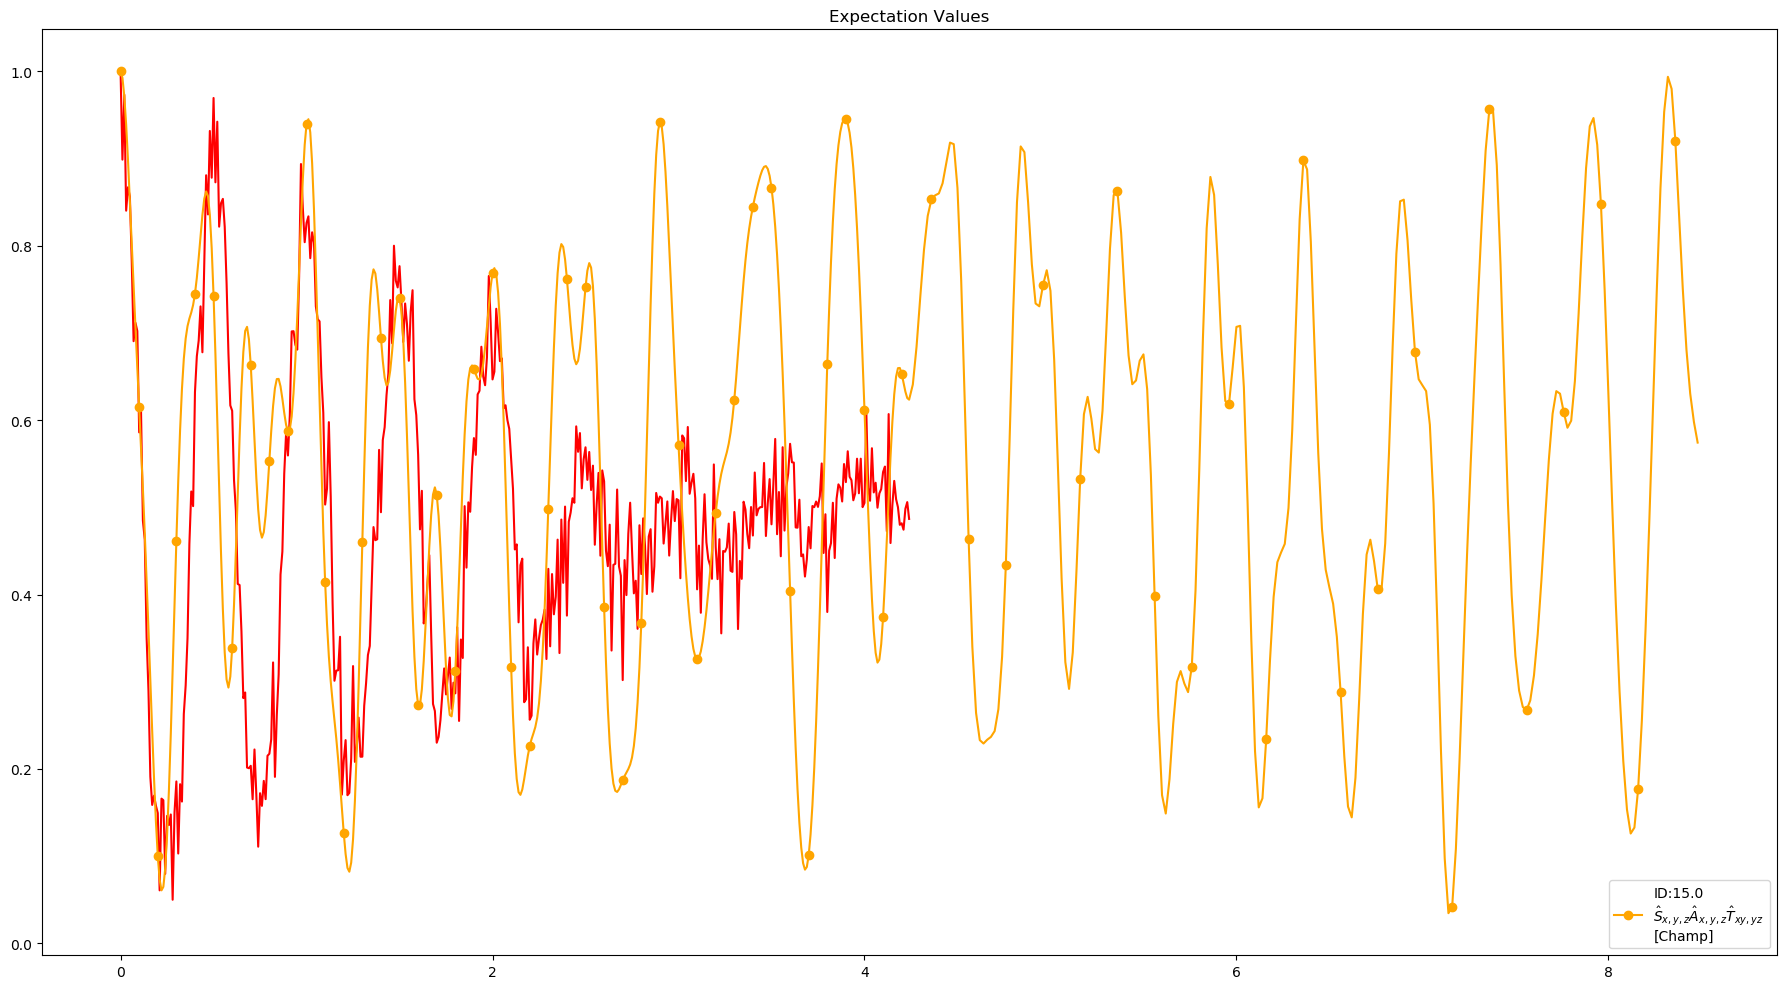 Expectation Values
1.0
0.8
0.6
0.4
0.2
0.0
0
2
4
6
8
ID:15.0
$\hat{S}_{x,y,z}\hat{A}_{x,y,z}\hat{T}_{xy,yz}$
[Champ]